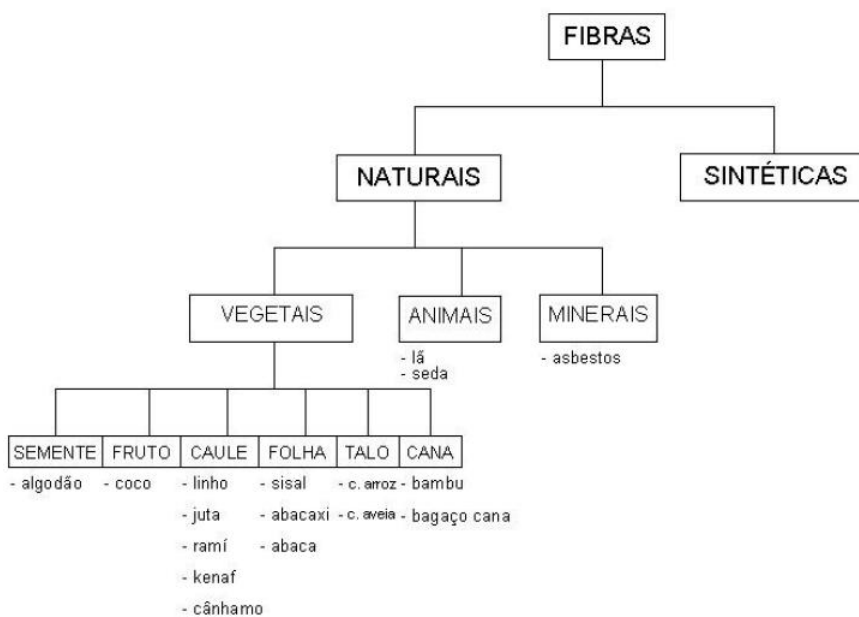 FIBRAS
NATURAIS
SINTÉTICAS
VEGETAIS
ANIMAIS
MINERAIS
- lã
- seda
- asbestos
SEMENTE
FRUTO
CAULE
FOLHA
TALO
CANA
- algodão
- coco
- linho
- juta
- ramí
- kenaf
- cânhamo
- sisal
- abacaxi
- abaca
- c. arroz
- c. aveia
- bambu
- bagaço cana